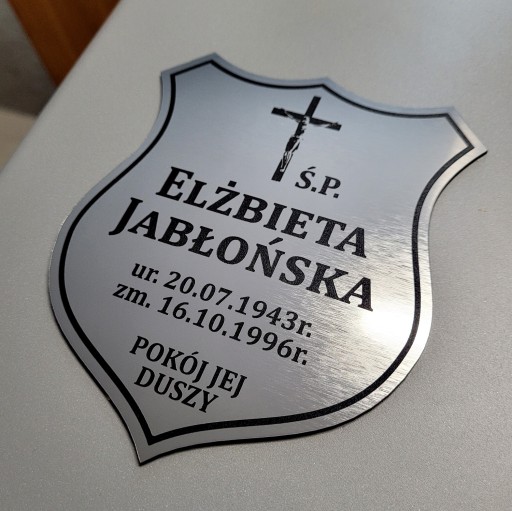 Ś.P.
ELŻBIETA
JABŁOŃSKA
ur. 20.07.1943r.
zm. 16.10.1996r.
POKÓJ JEJ
DUSZY